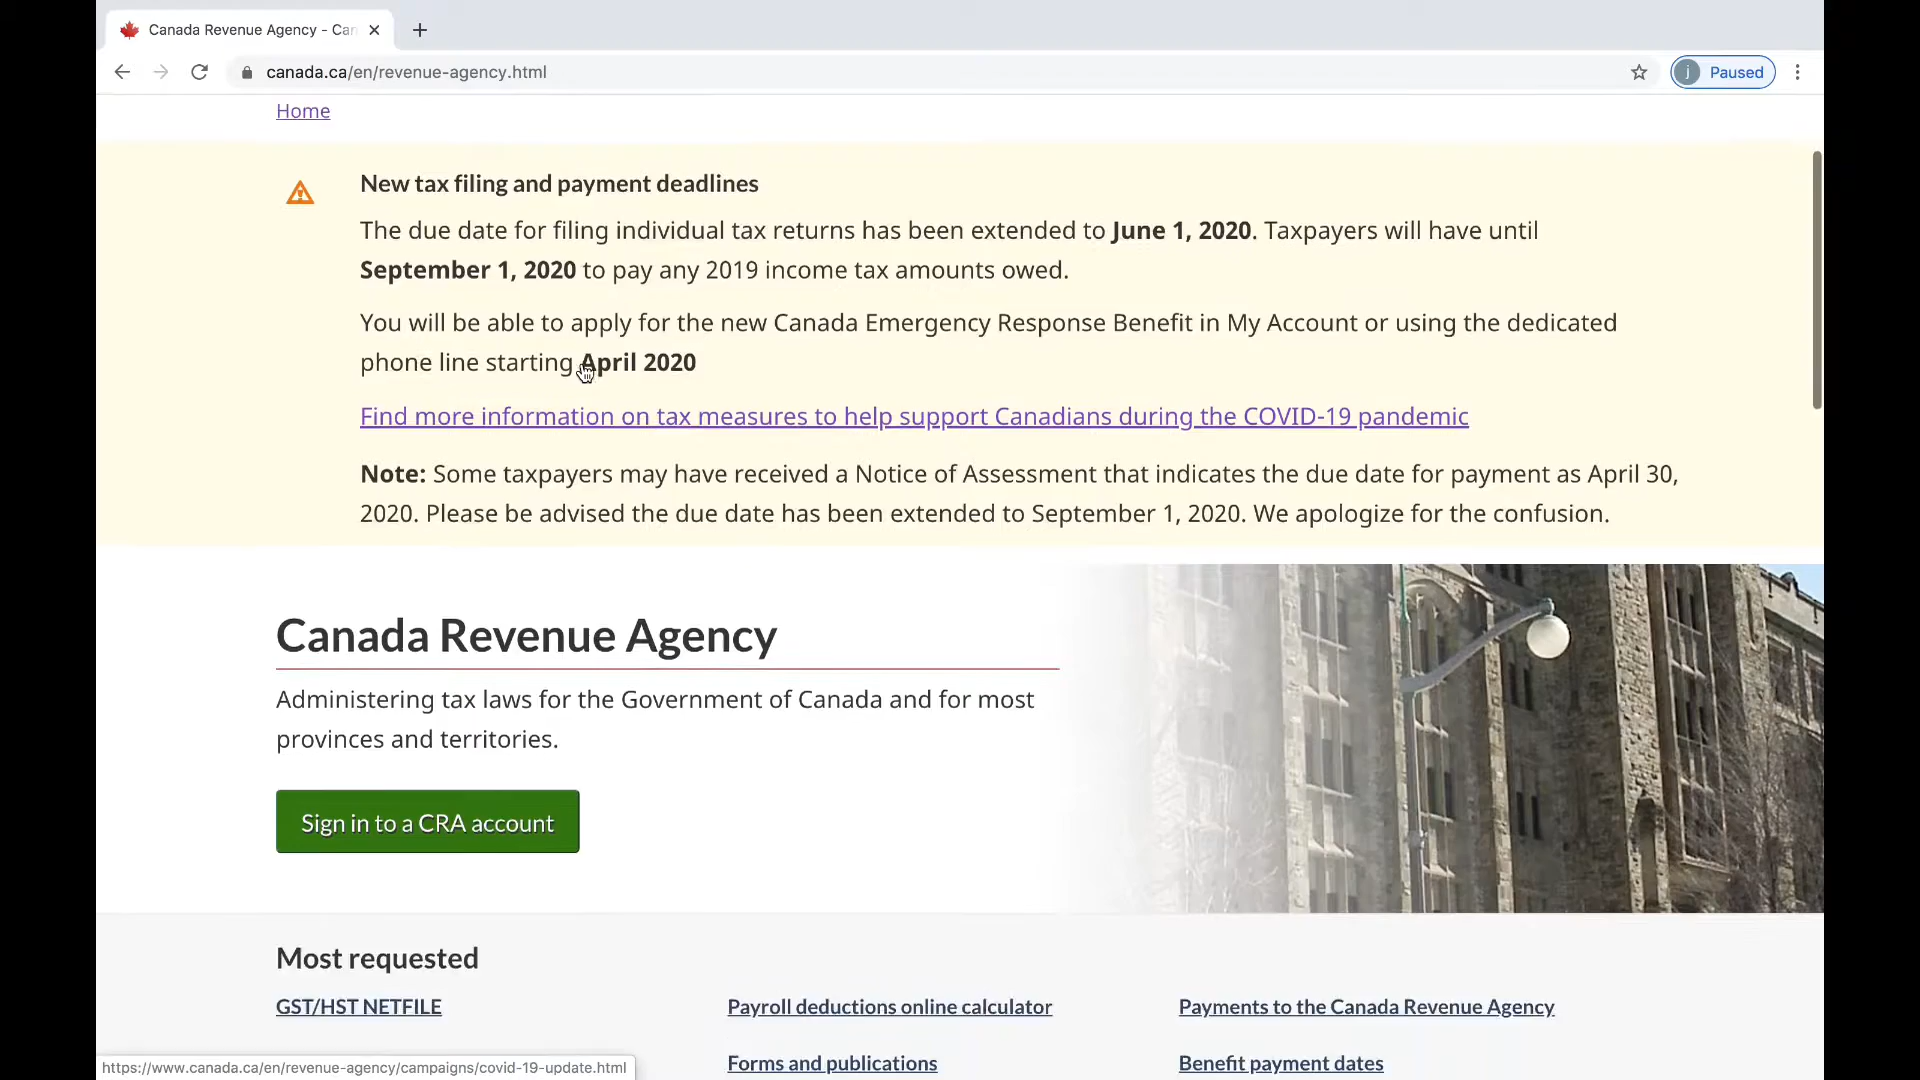 Canada Revenue Agency - Can
canada.ca/en/revenue-agency.html
j Paused
Home
New tax filing and payment deadlines
The due date for filing individual tax returns has been extended to June 1, 2020. Taxpayers will have until
September 1, 2020 to pay any 2019 income tax amounts owed.
You will be able to apply for the new Canada Emergency Response Benefit in My Account or using the dedicated
phone line starting April 2020
Find more information on tax measures to help support Canadians during the COVID-19 pandemic
Note: Some taxpayers may have received a Notice of Assessment that indicates the due date for payment as April 30,
2020. Please be advised the due date has been extended to September 1, 2020. We apologize for the confusion.
Canada Revenue Agency
Administering tax laws for the Government of Canada and for most
provinces and territories.
Sign in to a CRA account
Most requested
GST/HST NETFILE
Payroll deductions online calculator
Payments to the Canada Revenue Agency
Forms and publications
Benefit payment dates
https://www.canada.ca/en/revenue-agency/campaigns/covid-19-update.html